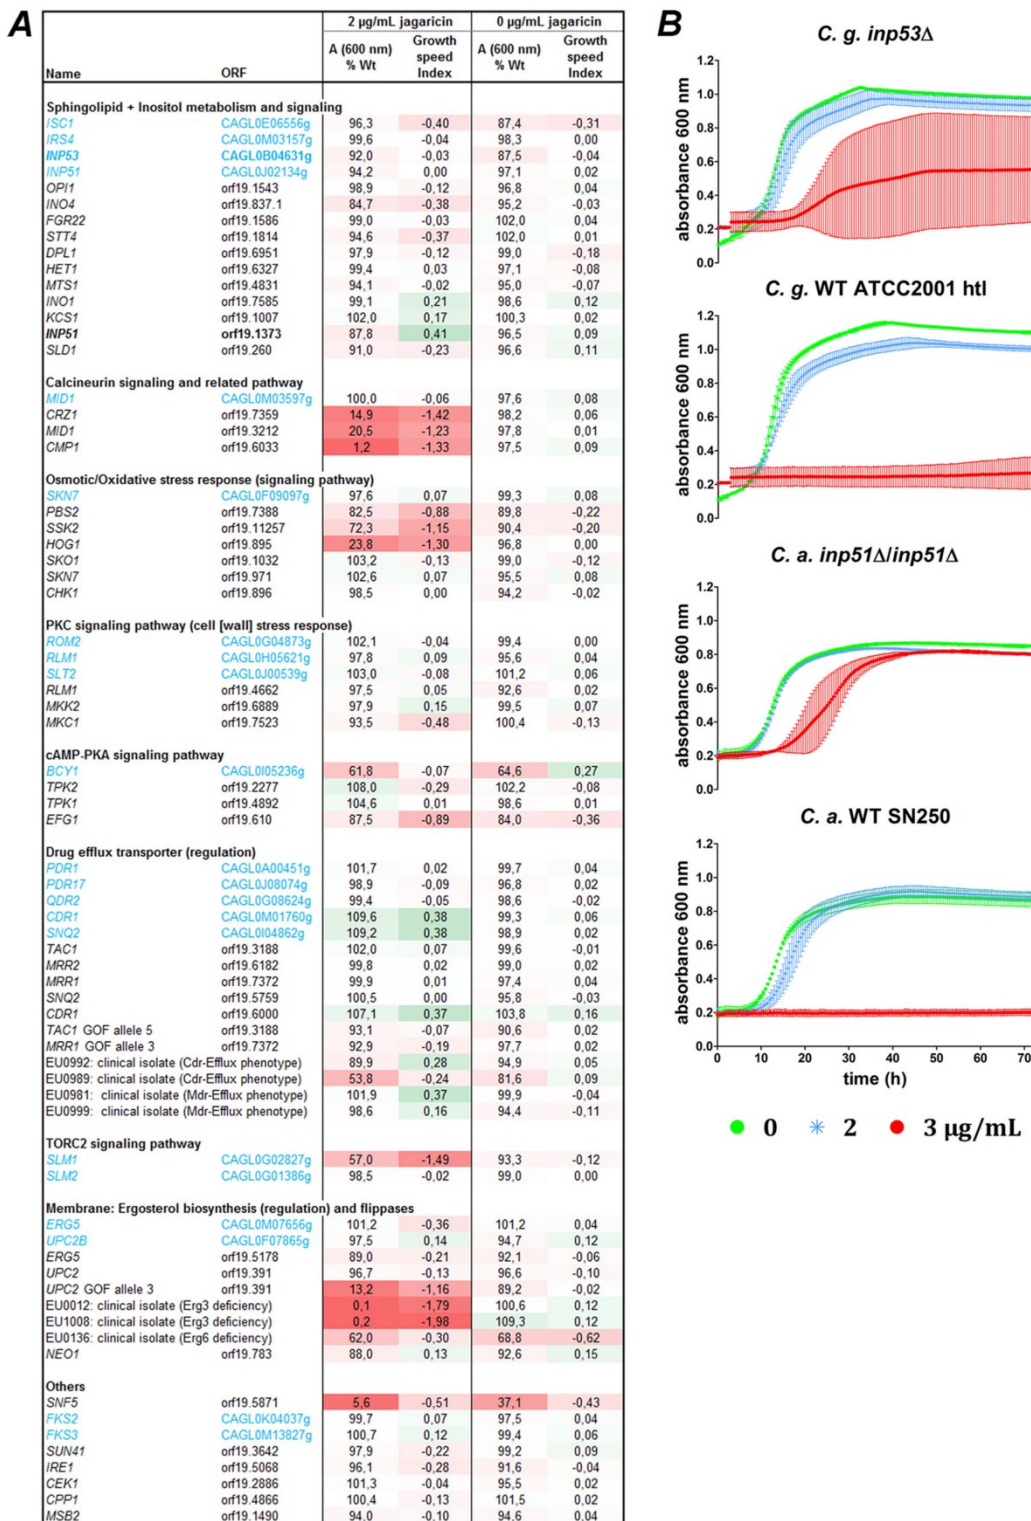 A
2 µg/mL jagaricin 0 µg/mL jagaricin
Name ORF A (600 nm) % Wt Growth speed Index A (600 nm) % Wt Growth speed Index
Sphingolipid + Inositol metabolism and signaling
ISC1 CAGL0E06556g 96,3 -0,40 87,4 -0,31
IRS4 CAGL0M03157g 99,6 -0,04 98,3 0,00
INP53 CAGL0B04631g 92,0 -0,03 87,5 -0,04
INP51 CAGL0J02134g 94,2 0,00 97,1 0,02
OPI1 orf19.1543 98,9 -0,12 96,8 0,04
INO4 orf19.837.1 84,7 -0,38 95,2 -0,03
FGR22 orf19.1586 99,0 -0,03 102,0 0,04
STT4 orf19.1814 94,6 -0,37 102,0 0,01
DPL1 orf19.6951 97,9 -0,12 99,0 -0,18
HET1 orf19.6327 99,4 0,03 97,1 -0,08
MTS1 orf19.4831 94,1 -0,02 95,0 -0,07
INO1 orf19.7585 99,1 0,21 98,6 0,12
KCS1 orf19.1007 102,0 0,17 100,3 0,02
INP51 orf19.1373 87,8 0,41 96,5 0,09
SLD1 orf19.260 91,0 -0,23 96,6 0,11
Calcineurin signaling and related pathway
MID1 CAGL0M03597g 100,0 -0,06 97,6 0,08
CRZ1 orf19.7359 14,9 -1,42 98,2 0,06
MID1 orf19.3212 20,5 -1,23 97,8 0,01
CMP1 orf19.6033 1,2 -1,33 97,5 0,09
Osmotic/Oxidative stress response (signaling pathway)
SKN7 CAGL0F09097g 97,6 0,07 99,3 0,08
PBS2 orf19.7388 82,5 -0,88 89,8 -0,22
SSK2 orf19.11257 72,3 -1,15 90,4 -0,20
HOG1 orf19.895 23,8 -1,30 96,8 0,00
SKO1 orf19.1032 103,2 -0,13 99,0 -0,12
SKN7 orf19.971 102,6 0,07 95,5 0,08
CHK1 orf19.896 98,5 0,00 94,2 -0,02
PKC signaling pathway (cell [wall] stress response)
ROM2 CAGL0G04873g 102,1 -0,04 99,4 0,00
RLM1 CAGL0H05621g 97,8 0,09 95,6 0,04
SLT2 CAGL0J00539g 103,0 -0,08 101,2 0,06
RLM1 orf19.4662 97,5 0,05 92,6 0,02
MKK2 orf19.6889 97,9 0,15 99,5 0,07
MKC1 orf19.7523 93,5 -0,48 100,4 -0,13
cAMP-PKA signaling pathway
BCY1 CAGL0I05236g 61,8 -0,07 64,6 0,27
TPK2 orf19.2277 108,0 -0,29 102,2 -0,08
TPK1 orf19.4892 104,6 0,01 98,6 0,01
EFG1 orf19.610 87,5 -0,89 84,0 -0,36
Drug efflux transporter (regulation)
PDR1 CAGL0A00451g 101,7 0,02 99,7 0,04
PDR17 CAGL0J08074g 98,9 -0,09 96,8 0,02
QDR2 CAGL0G08624g 99,4 -0,05 98,6 -0,02
CDR1 CAGL0M01760g 109,6 0,38 99,3 0,06
SNQ2 CAGL0I04862g 109,2 0,38 98,9 0,02
TAC1 orf19.3188 102,0 0,07 99,6 -0,01
MRR2 orf19.6182 99,8 0,02 99,0 0,02
MRR1 orf19.7372 99,9 0,01 97,4 0,04
SNQ2 orf19.5759 100,5 0,00 95,8 -0,03
CDR1 orf19.6000 107,1 0,37 103,8 0,16
TAC1 GOF allele 5 orf19.3188 93,1 -0,07 90,6 0,02
MRR1 GOF allele 3 orf19.7372 92,9 -0,19 97,7 0,02
EU0992: clinical isolate (Cdr-Efflux phenotype) 89,9 0,28 94,9 0,05
EU0989: clinical isolate (Cdr-Efflux phenotype) 53,8 -0,24 81,6 0,09
EU0981: clinical isolate (Mdr-Efflux phenotype) 101,9 0,37 99,9 -0,04
EU0999: clinical isolate (Mdr-Efflux phenotype) 98,6 0,16 94,4 -0,11
TORC2 signaling pathway
SLM1 CAGL0G02827g 57,0 -1,49 93,3 -0,12
SLM2 CAGL0G01386g 98,5 -0,02 99,0 0,00
Membrane: Ergosterol biosynthesis (regulation) and flippases
ERG5 CAGL0M07656g 101,2 -0,36 101,2 0,04
UPC2B CAGL0F07865g 97,5 0,14 94,7 0,12
ERG5 orf19.5178 89,0 -0,21 92,1 -0,06
UPC2 orf19.391 96,7 -0,13 96,6 -0,10
UPC2 GOF allele 3 orf19.391 13,2 -1,16 89,2 -0,02
EU0012: clinical isolate (Erg3 deficiency) 0,1 -1,79 100,6 0,12
EU1008: clinical isolate (Erg3 deficiency) 0,2 -1,98 109,3 0,12
EU0136: clinical isolate (Erg6 deficiency) 62,0 -0,30 68,8 -0,62
NEO1 orf19.783 88,0 0,13 92,6 0,15
Others
SNF5 orf19.5871 5,6 -0,51 37,1 -0,43
FKS2 CAGL0K04037g 99,7 0,07 97,5 0,04
FKS3 CAGL0M13827g 100,7 0,12 99,4 0,06
SUN41 orf19.3642 97,9 -0,22 99,2 0,09
IRE1 orf19.5068 96,1 -0,28 91,6 -0,04
CEK1 orf19.2886 101,3 -0,04 95,5 0,02
CPP1 orf19.4866 100,4 -0,13 101,5 0,02
MSB2 orf19.1490 94,0 -0,10 94,6 0,04
B
C. g. inp53Δ
absorbance 600 nm
1.2
1.0
0.8
0.6
0.4
0.2
0.0
C. g. WT ATCC2001 htl
absorbance 600 nm
1.2
1.0
0.8
0.6
0.4
0.2
0.0
C. a. inp51Δ/inp51Δ
absorbance 600 nm
1.2
1.0
0.8
0.6
0.4
0.2
0.0
C. a. WT SN250
absorbance 600 nm
1.2
1.0
0.8
0.6
0.4
0.2
0.0
0 10 20 30 40 50 60 70
time (h)
0 2 3 µg/mL